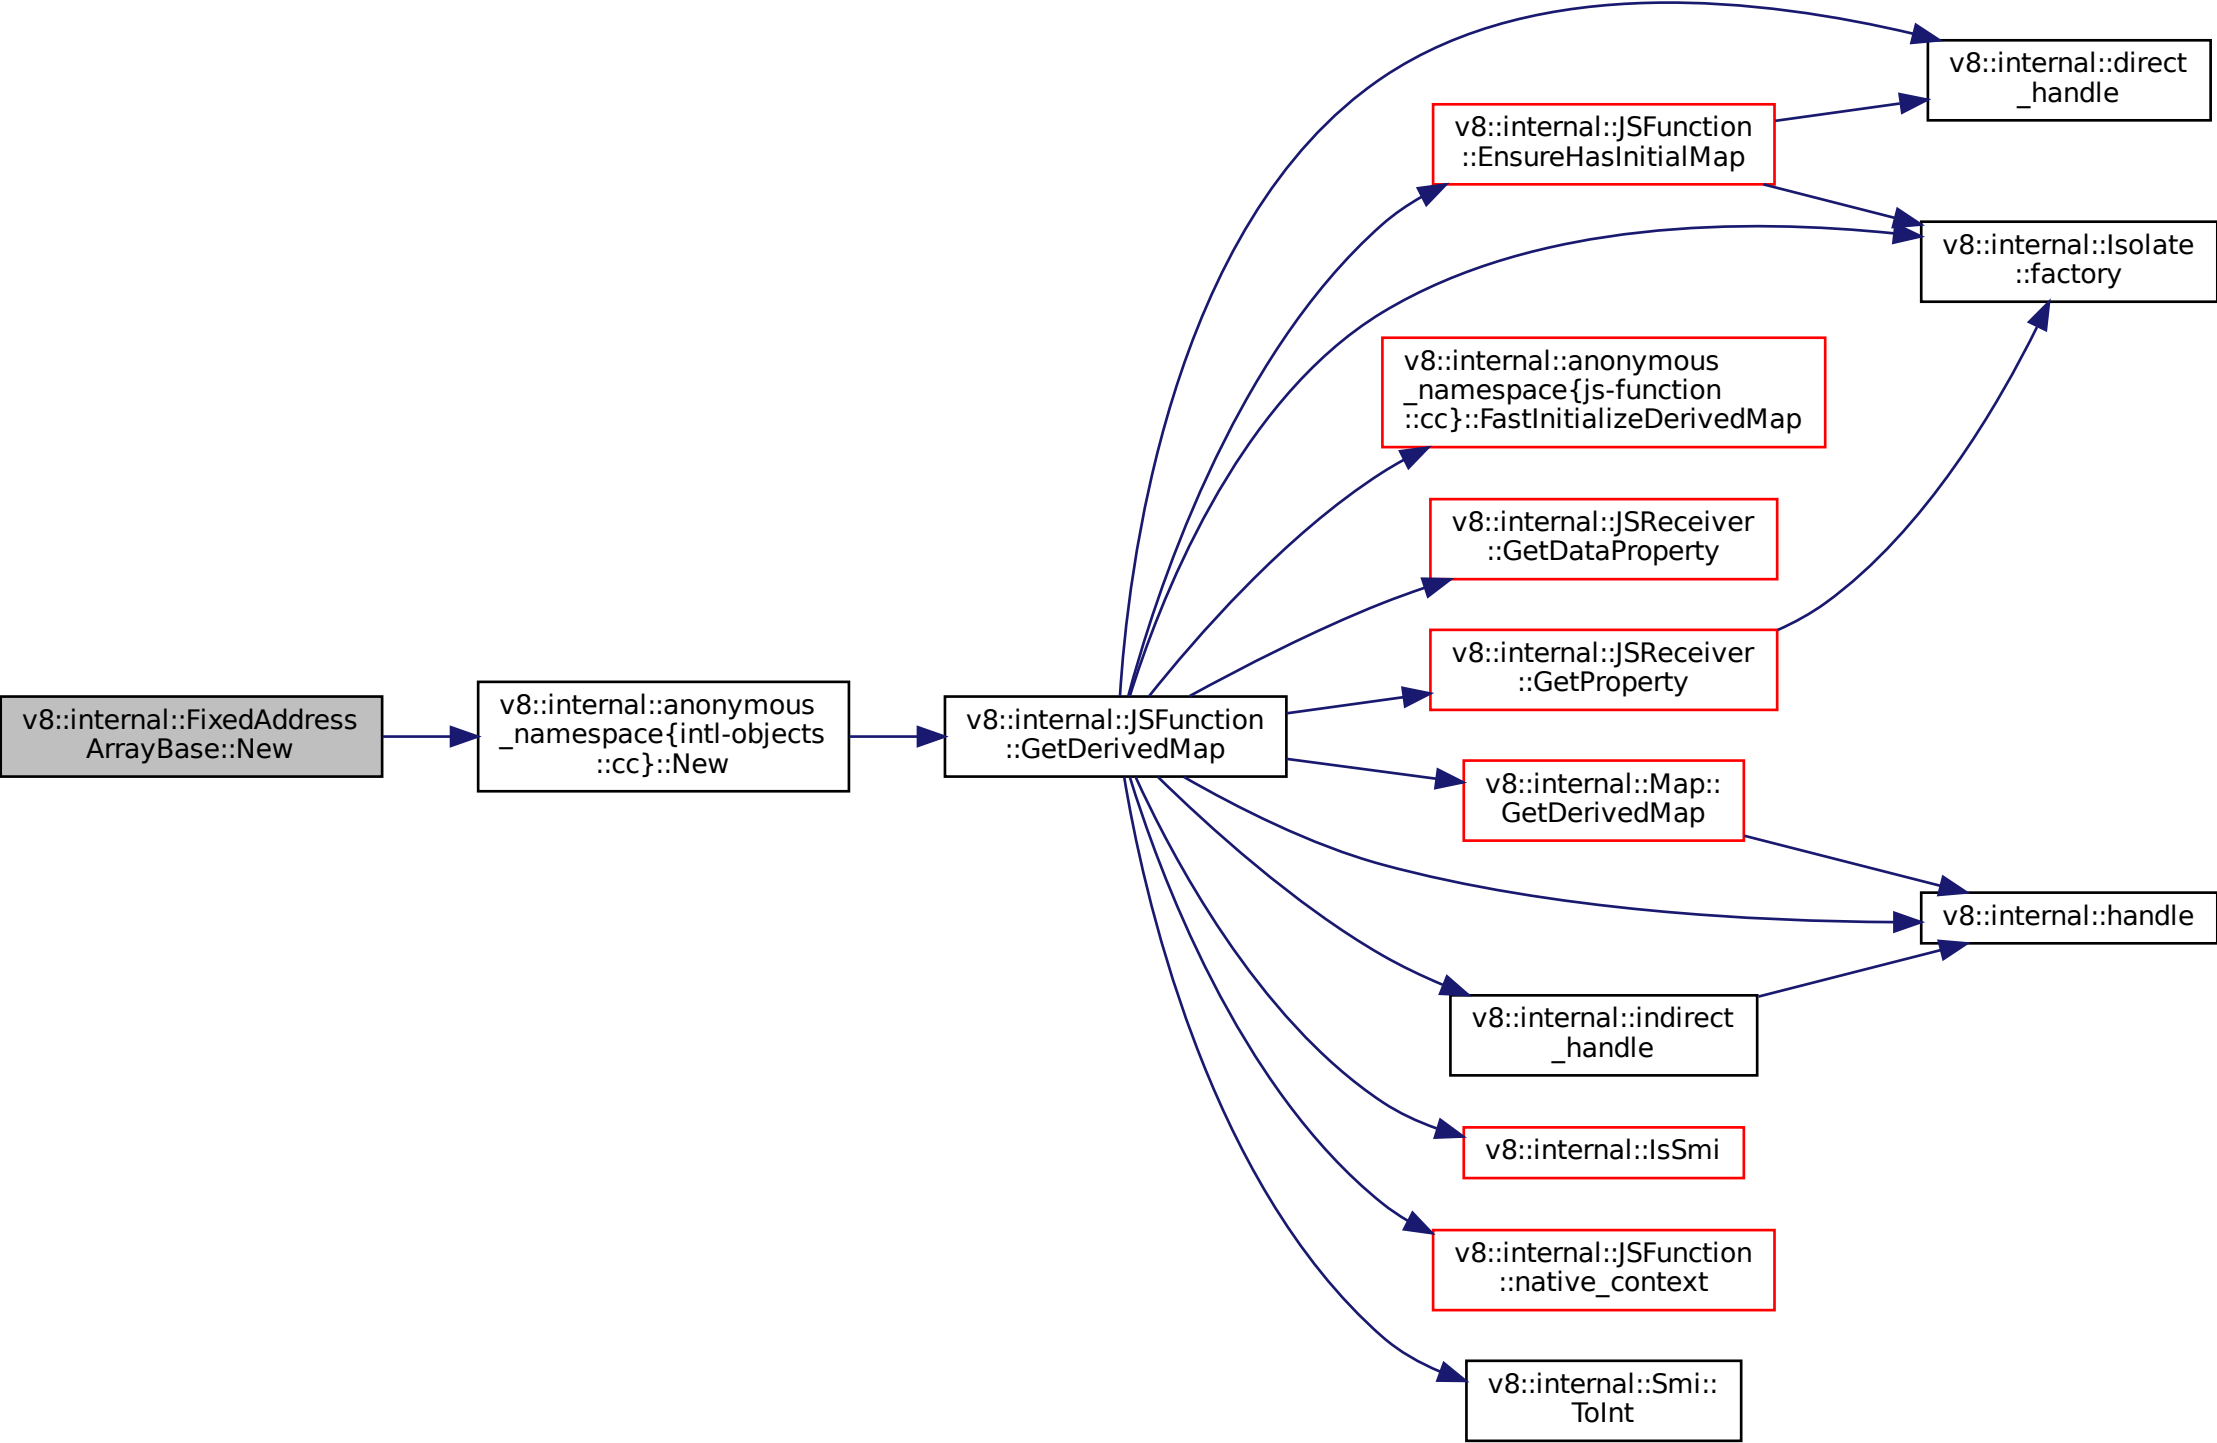 v8::internal::FixedAddress
ArrayBase::New
v8::internal::anonymous
_namespace{intl-objects
::cc}::New
v8::internal::JSFunction
::GetDerivedMap
v8::internal::direct
_handle
v8::internal::JSFunction
::EnsureHasInitialMap
v8::internal::Isolate
::factory
v8::internal::anonymous
_namespace{js-function
::cc}::FastInitializeDerivedMap
v8::internal::JSReceiver
::GetDataProperty
v8::internal::JSReceiver
::GetProperty
v8::internal::Map::
GetDerivedMap
v8::internal::handle
v8::internal::indirect
_handle
v8::internal::IsSmi
v8::internal::JSFunction
::native_context
v8::internal::Smi::
ToInt